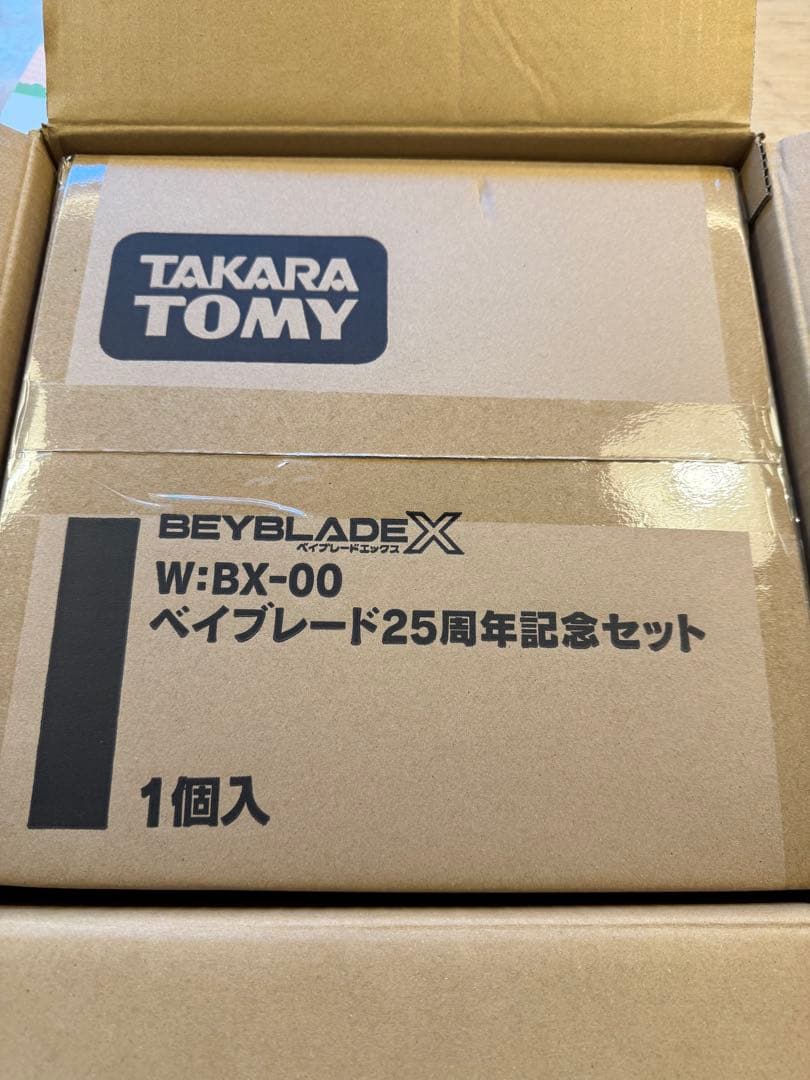 TAKARA
TOMY
BEYBLADE X
ベイブレードエックス
W:BX-00
ベイブレード25周年記念セット
1個入